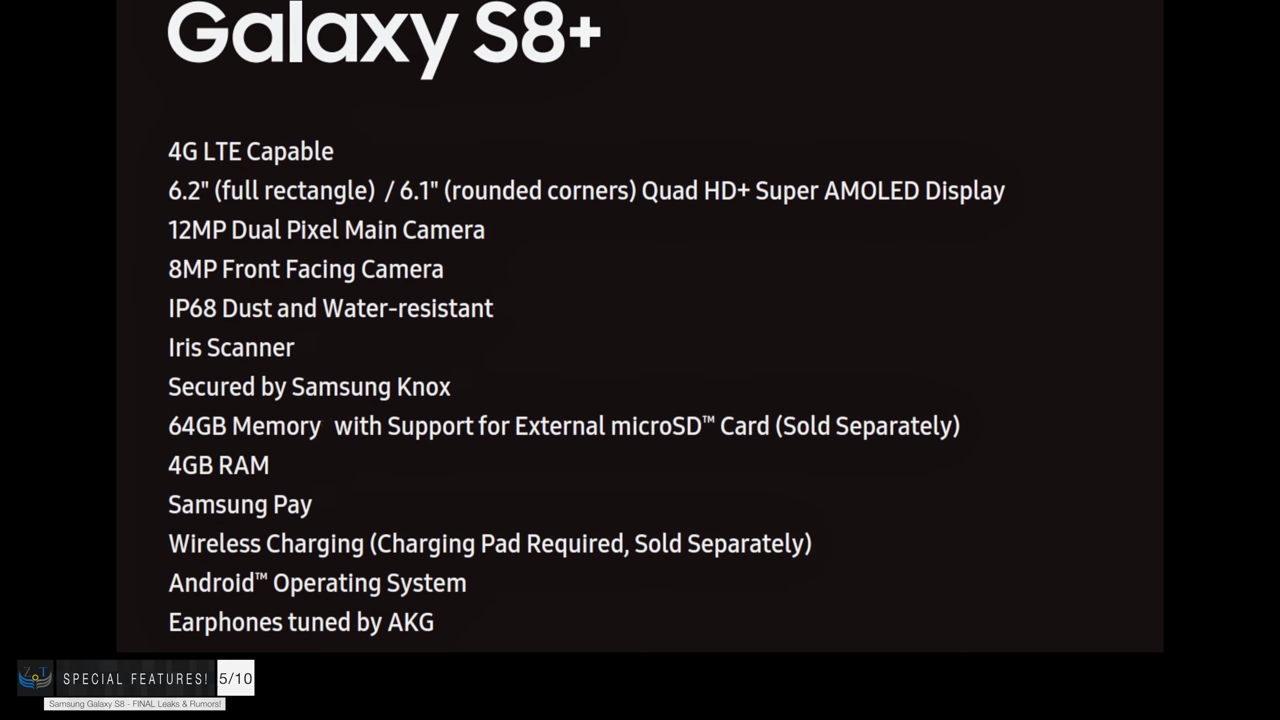 Galaxy S8+
4G LTE Capable
6.2" (full rectangle) / 6.1" (rounded corners) Quad HD+ Super AMOLED Display
12MP Dual Pixel Main Camera
8MP Front Facing Camera
IP68 Dust and Water-resistant
Iris Scanner
Secured by Samsung Knox
64GB Memory with Support for External microSD™ Card (Sold Separately)
4GB RAM
Samsung Pay
Wireless Charging (Charging Pad Required, Sold Separately)
Android™ Operating System
Earphones tuned by AKG
ZoT SPECIAL FEATURES! 5/10
Samsung Galaxy S8 - FINAL Leaks & Rumors!